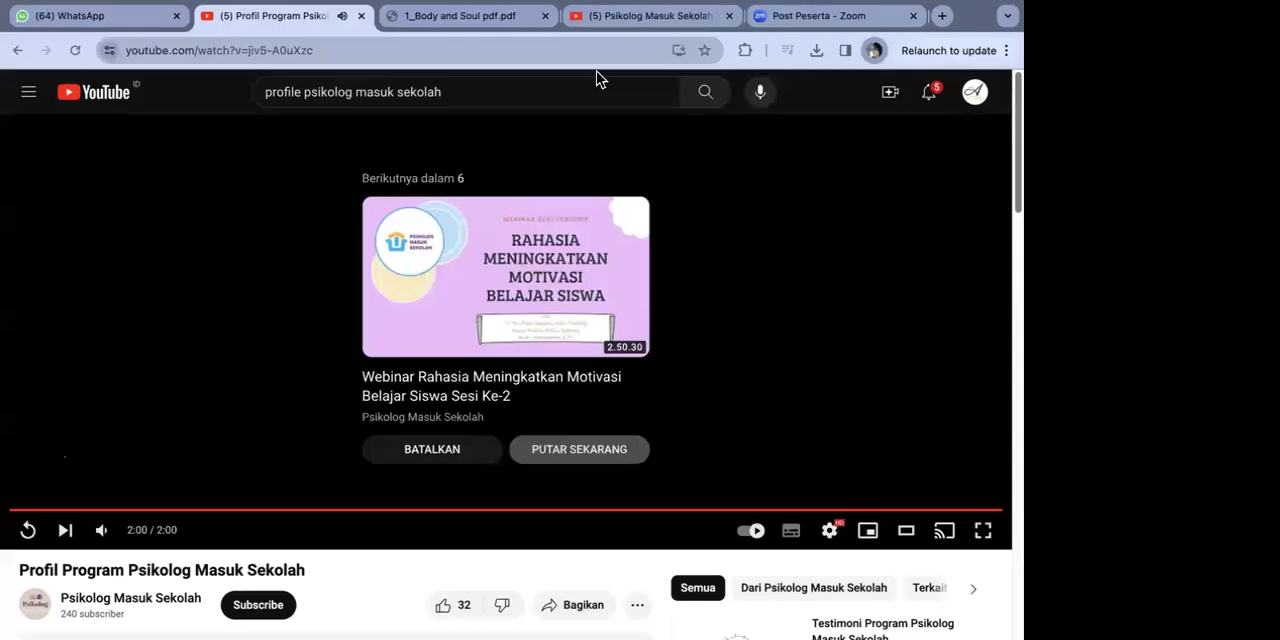 (64) WhatsApp
(5) Profil Program Psikol
1_Body and Soul pdf.pdf
(5) Psikolog Masuk Sekolah
Post Peserta - Zoom
youtube.com/watch?v=jiv5-A0uXzc
Relaunch to update
YouTube ID
profile psikolog masuk sekolah
5
Berikutnya dalam 6
PSIKOLOG
MASUK
SEKOLAH
RAHASIA
MENINGKATKAN
MOTIVASI
BELAJAR SISWA
2.50.30
Webinar Rahasia Meningkatkan Motivasi
Belajar Siswa Sesi Ke-2
Psikolog Masuk Sekolah
BATALKAN
PUTAR SEKARANG
2:00 / 2:00
HD
Profil Program Psikolog Masuk Sekolah
Psikolog Masuk Sekolah
240 subscriber
Subscribe
32
Bagikan
Semua
Dari Psikolog Masuk Sekolah
Terkait
Testimoni Program Psikolog
Masuk Sekolah